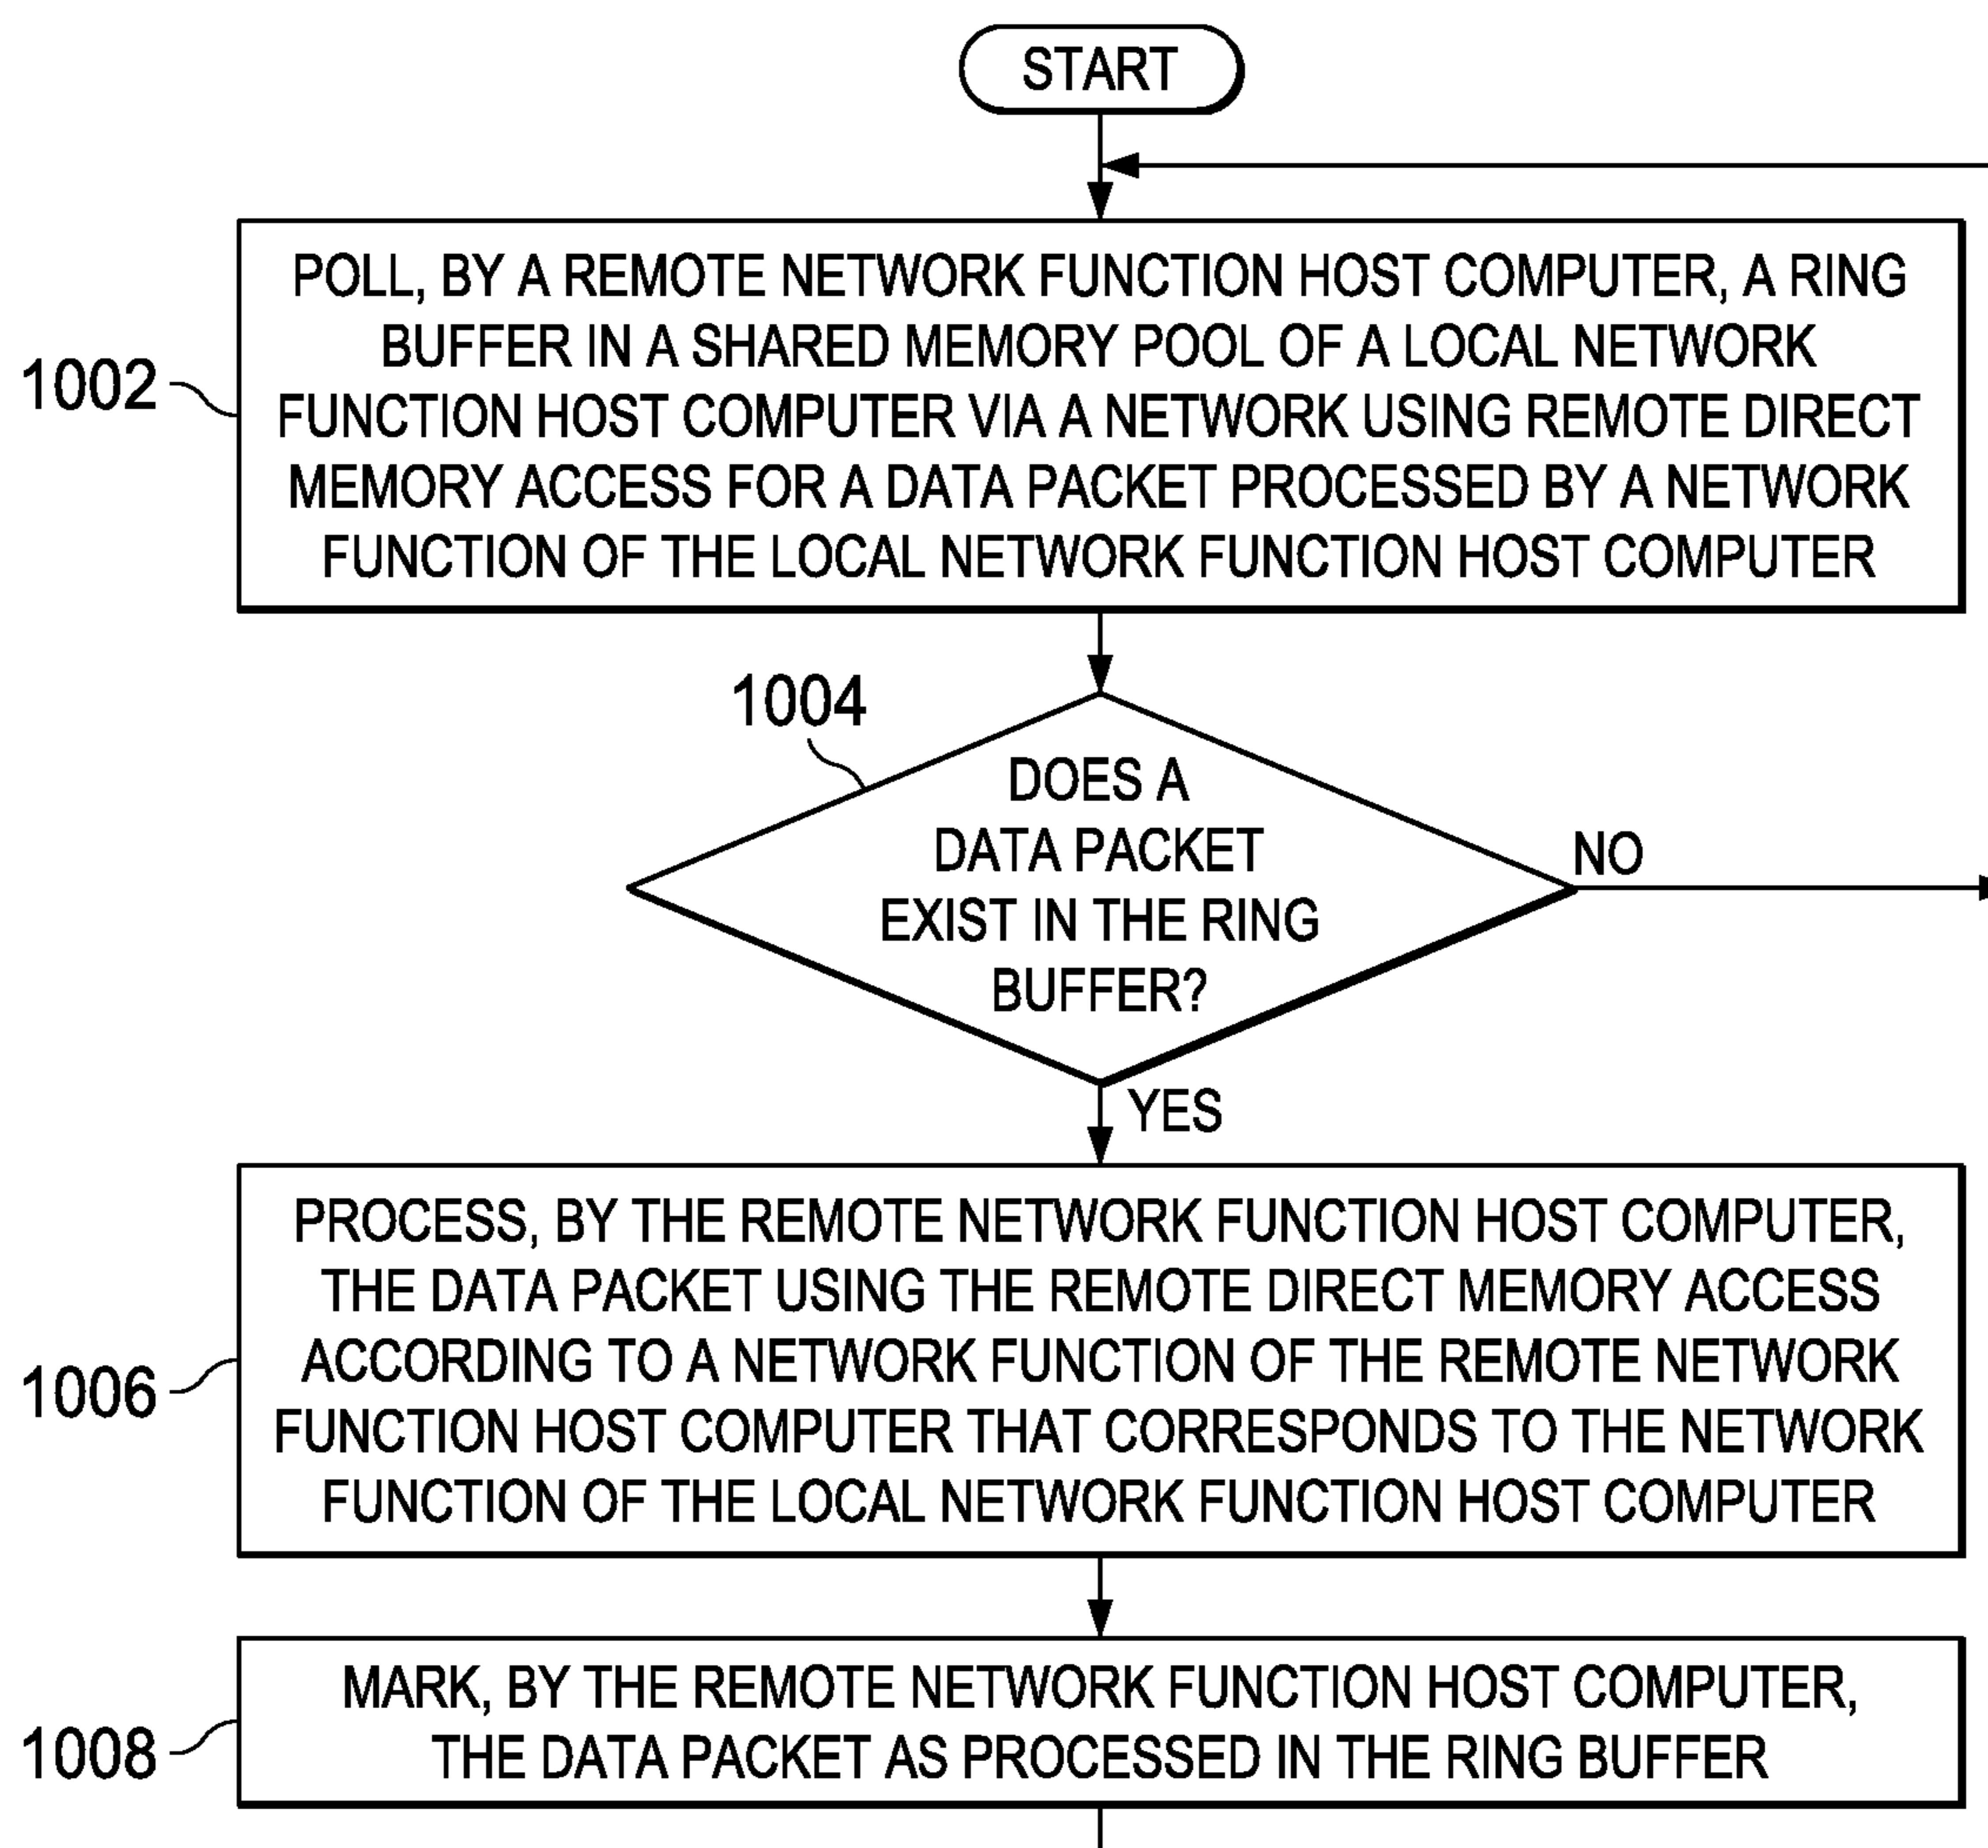 START
POLL, BY A REMOTE NETWORK FUNCTION HOST COMPUTER, A RING
BUFFER IN A SHARED MEMORY POOL OF A LOCAL NETWORK
FUNCTION HOST COMPUTER VIA A NETWORK USING REMOTE DIRECT
MEMORY ACCESS FOR A DATA PACKET PROCESSED BY A NETWORK
FUNCTION OF THE LOCAL NETWORK FUNCTION HOST COMPUTER
1002
1004
DOES A
DATA PACKET
EXIST IN THE RING
BUFFER?
NO
YES
PROCESS, BY THE REMOTE NETWORK FUNCTION HOST COMPUTER,
THE DATA PACKET USING THE REMOTE DIRECT MEMORY ACCESS
ACCORDING TO A NETWORK FUNCTION OF THE REMOTE NETWORK
FUNCTION HOST COMPUTER THAT CORRESPONDS TO THE NETWORK
FUNCTION OF THE LOCAL NETWORK FUNCTION HOST COMPUTER
1006
MARK, BY THE REMOTE NETWORK FUNCTION HOST COMPUTER,
THE DATA PACKET AS PROCESSED IN THE RING BUFFER
1008